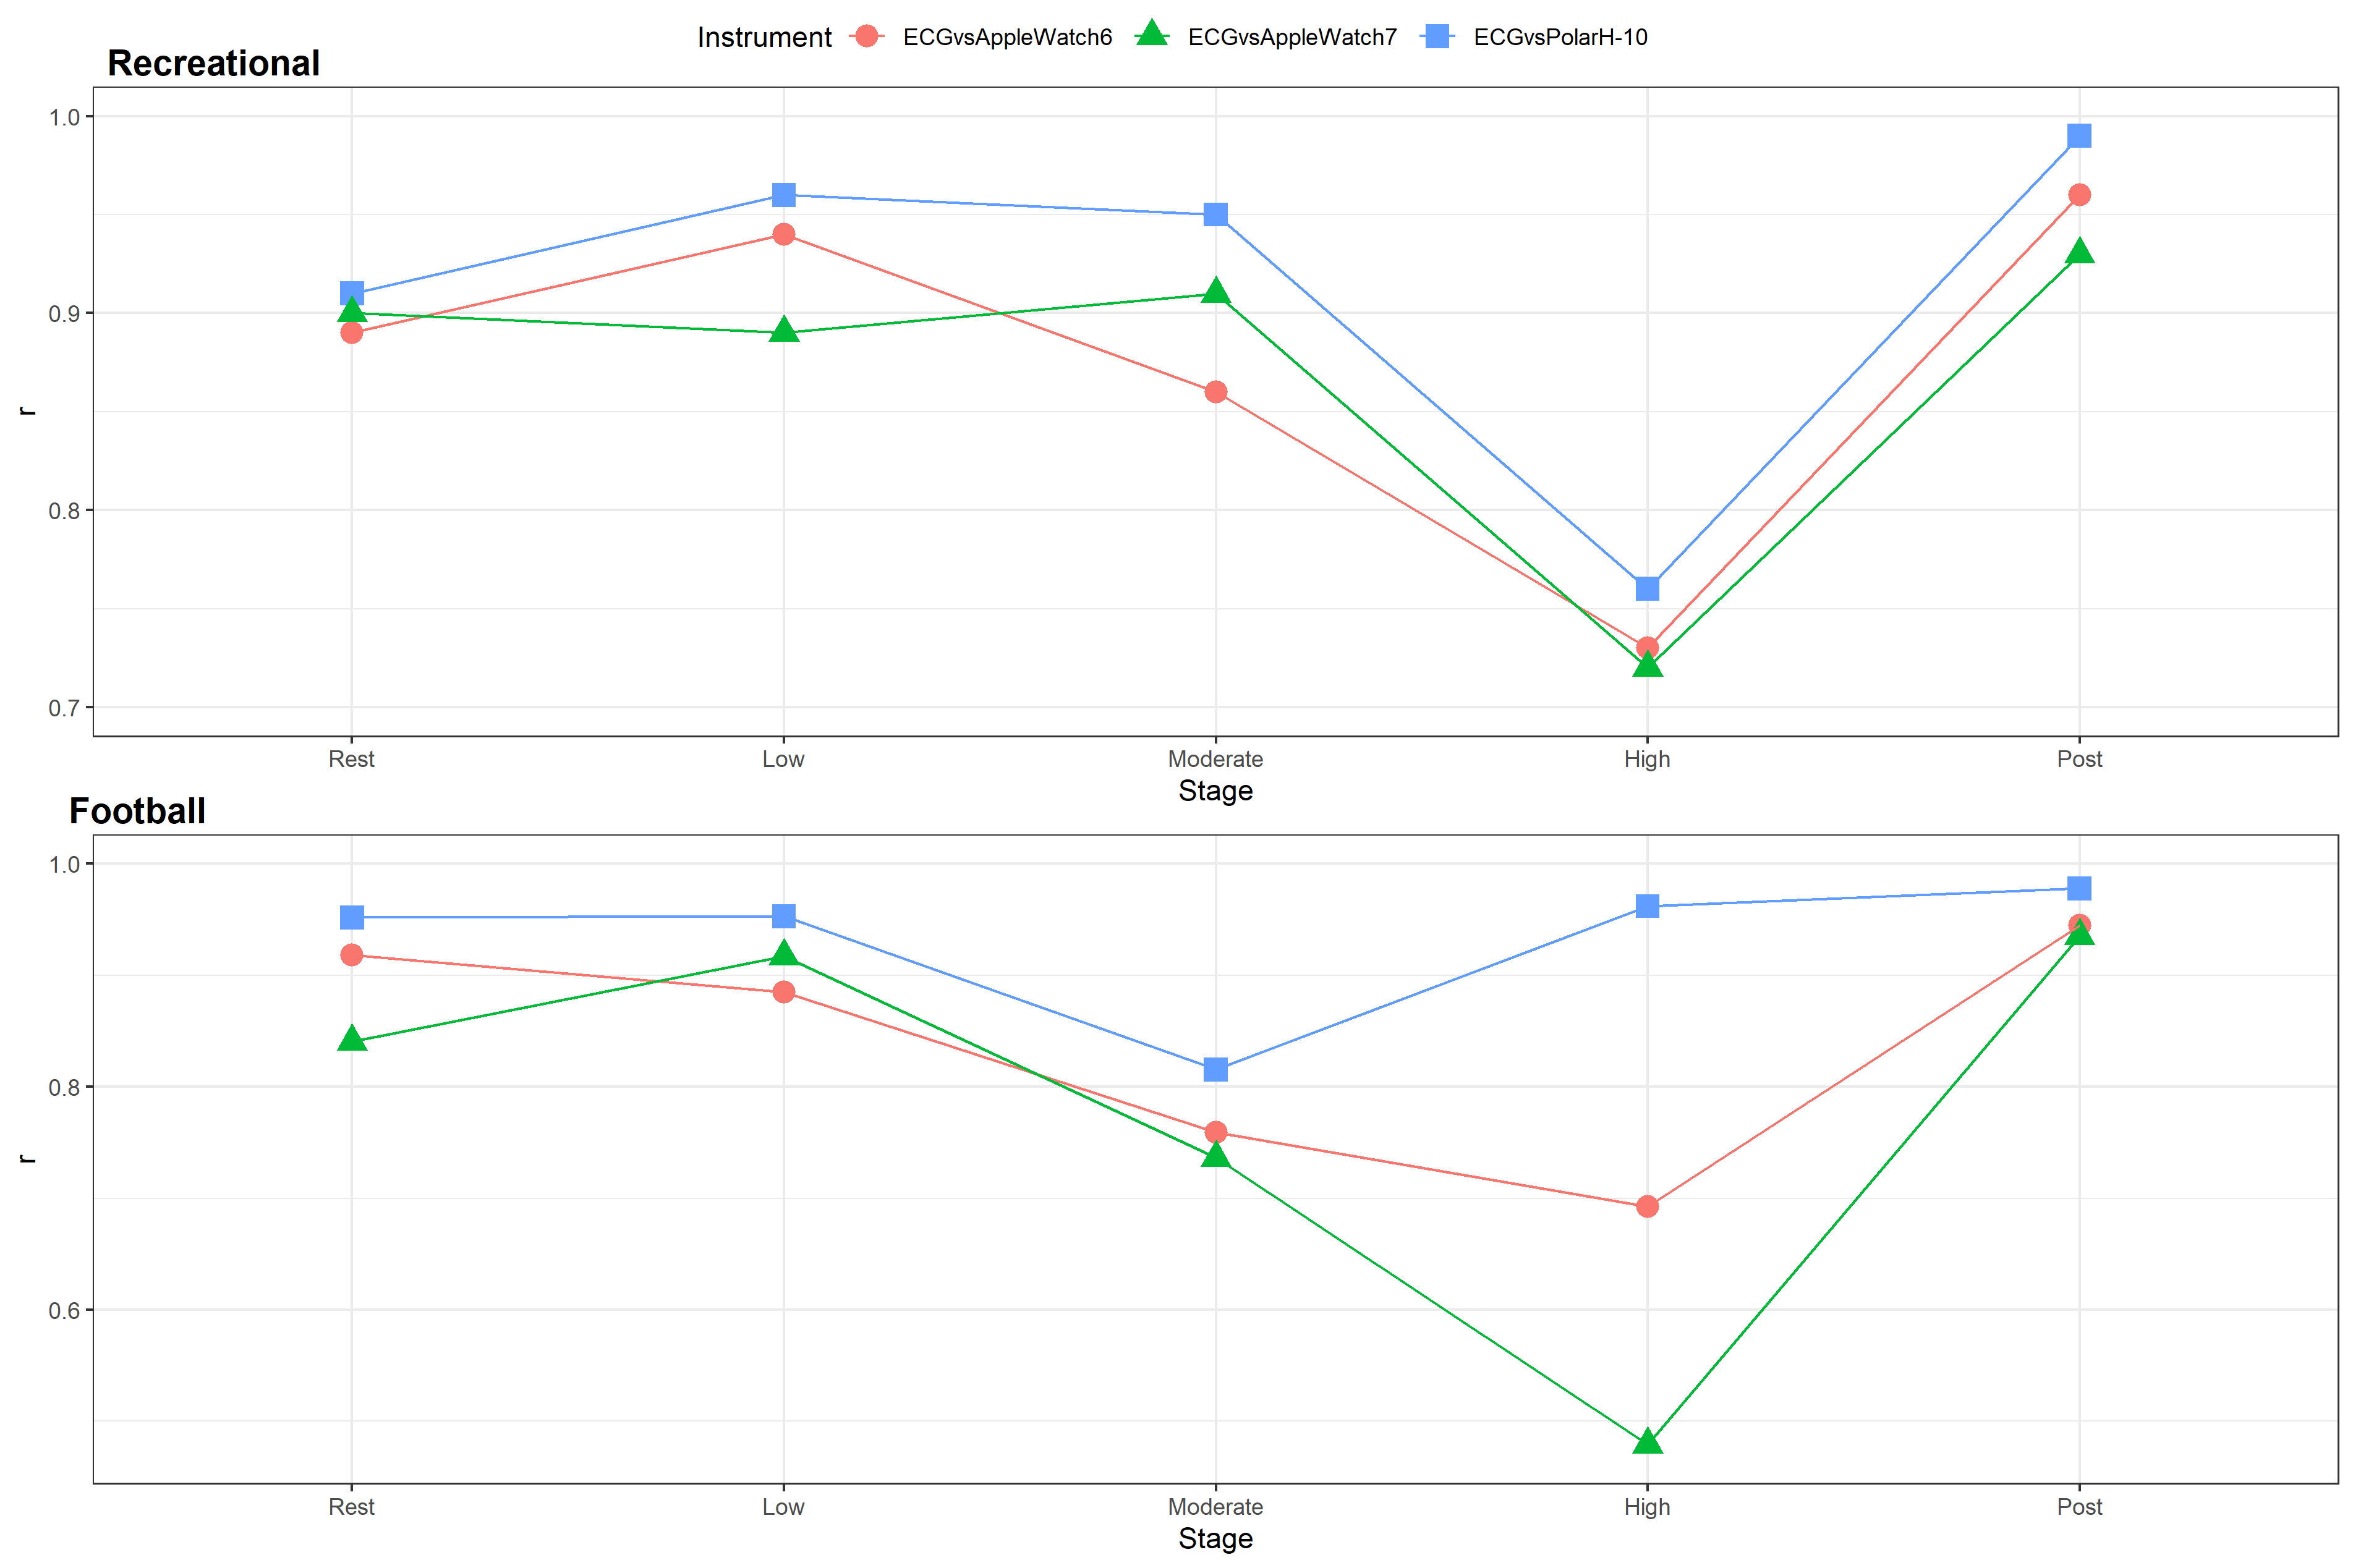 Instrument ECGvsAppleWatch6 ECGvsAppleWatch7 ECGvsPolarH-10
Recreational
1.0
0.9
0.8
0.7
r
Rest Low Moderate High Post
Stage
Football
1.0
0.8
0.6
r
Rest Low Moderate High Post
Stage